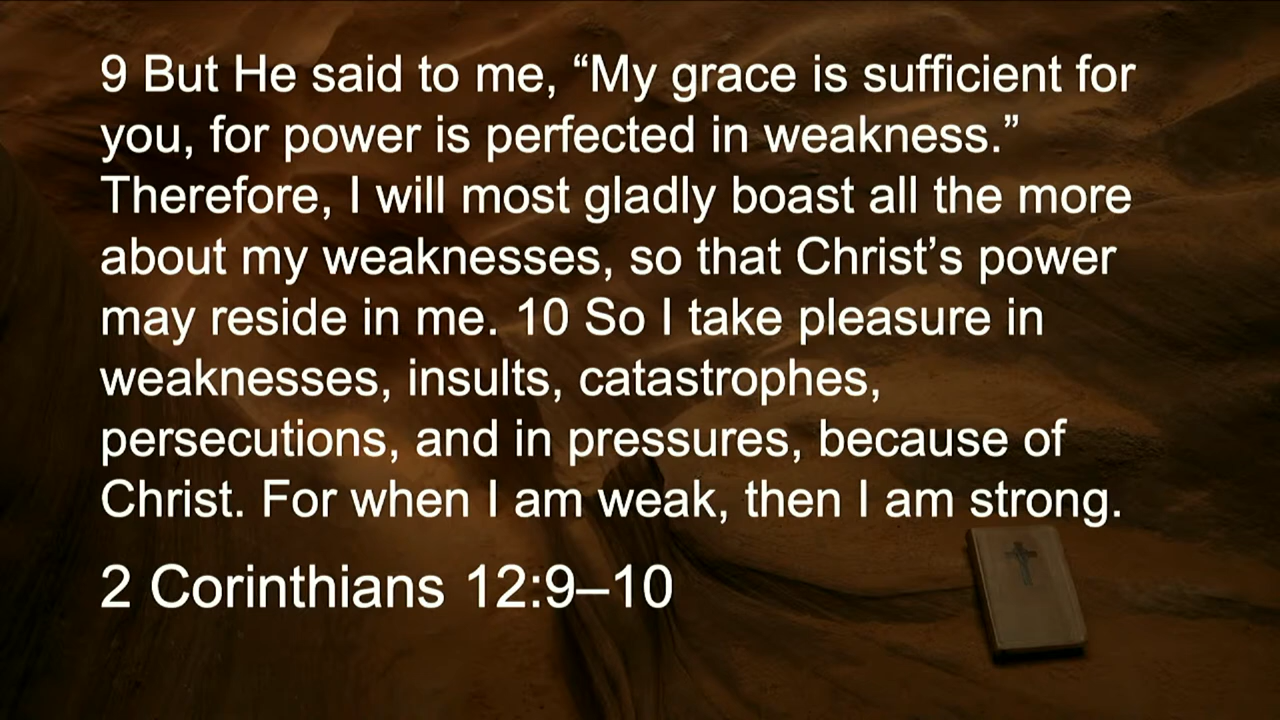 9 But He said to me, “My grace is sufficient for
you, for power is perfected in weakness.”
Therefore, I will most gladly boast all the more
about my weaknesses, so that Christ’s power
may reside in me. 10 So I take pleasure in
weaknesses, insults, catastrophes,
persecutions, and in pressures, because of
Christ. For when I am weak, then I am strong.
2 Corinthians 12:9–10